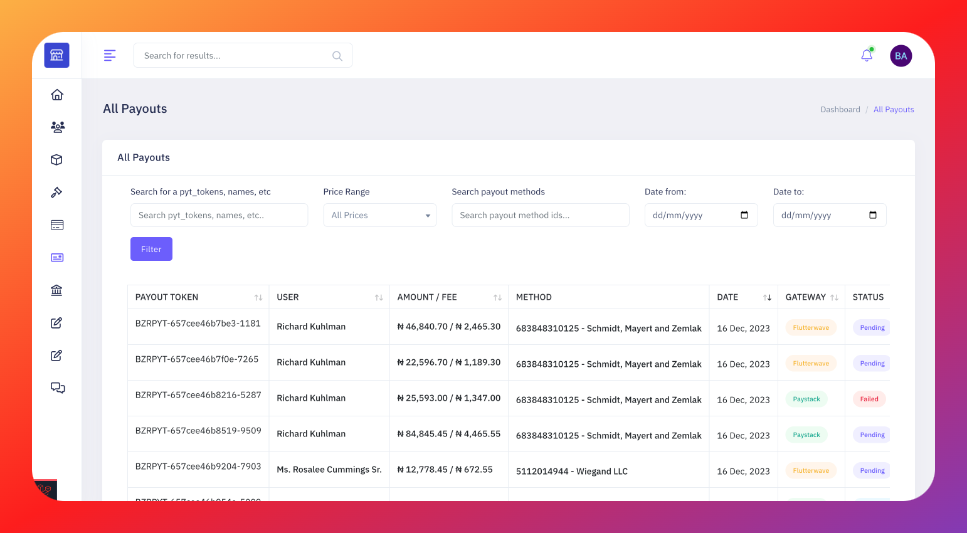 Search for results...
BA
All Payouts
Dashboard / All Payouts
All Payouts
Search for a pyt_tokens, names, etc Price Range Search payout methods Date from: Date to:
Search pyt_tokens, names, etc.. All Prices Search payout method ids... dd/mm/yyyy dd/mm/yyyy
Filter
PAYOUT TOKEN USER AMOUNT / FEE METHOD DATE GATEWAY STATUS
BZRPYT-657cee46b7be3-1181 Richard Kuhlman ₦ 46,840.70 / ₦ 2,465.30 683848310125 - Schmidt, Mayert and Zemlak 16 Dec, 2023 Flutterwave Pending
BZRPYT-657cee46b7f0e-7265 Richard Kuhlman ₦ 22,596.70 / ₦ 1,189.30 683848310125 - Schmidt, Mayert and Zemlak 16 Dec, 2023 Flutterwave Pending
BZRPYT-657cee46b8216-5287 Richard Kuhlman ₦ 25,593.00 / ₦ 1,347.00 683848310125 - Schmidt, Mayert and Zemlak 16 Dec, 2023 Paystack Failed
BZRPYT-657cee46b8519-9509 Richard Kuhlman ₦ 84,845.45 / ₦ 4,465.55 683848310125 - Schmidt, Mayert and Zemlak 16 Dec, 2023 Paystack Pending
BZRPYT-657cee46b9204-7903 Ms. Rosalee Cummings Sr. ₦ 12,778.45 / ₦ 672.55 5112014944 - Wiegand LLC 16 Dec, 2023 Flutterwave Pending